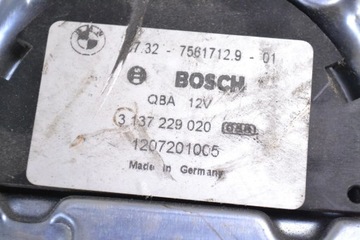 7.32 - 7561712.9 - 01
BOSCH
QBA 12V
3 137 229 020
1207201005
Made in Germany